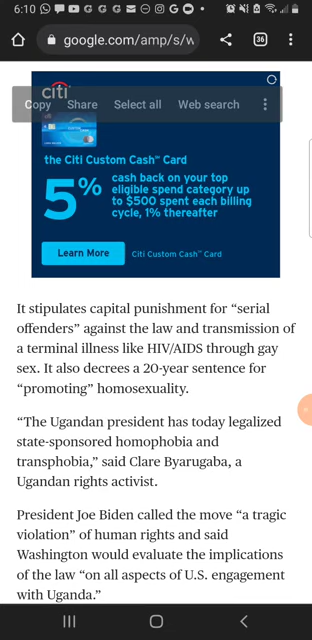 6:10
google.com/amp/s/w
36
citi
Copy Share Select all Web search
the Citi Custom Cash™ Card
5% cash back on your top
eligible spend category up
to $500 spent each billing
cycle, 1% thereafter
Learn More Citi Custom Cash™ Card
It stipulates capital punishment for “serial
offenders” against the law and transmission of
a terminal illness like HIV/AIDS through gay
sex. It also decrees a 20-year sentence for
“promoting” homosexuality.
“The Ugandan president has today legalized
state-sponsored homophobia and
transphobia,” said Clare Byarugaba, a
Ugandan rights activist.
President Joe Biden called the move “a tragic
violation” of human rights and said
Washington would evaluate the implications
of the law “on all aspects of U.S. engagement
with Uganda.”